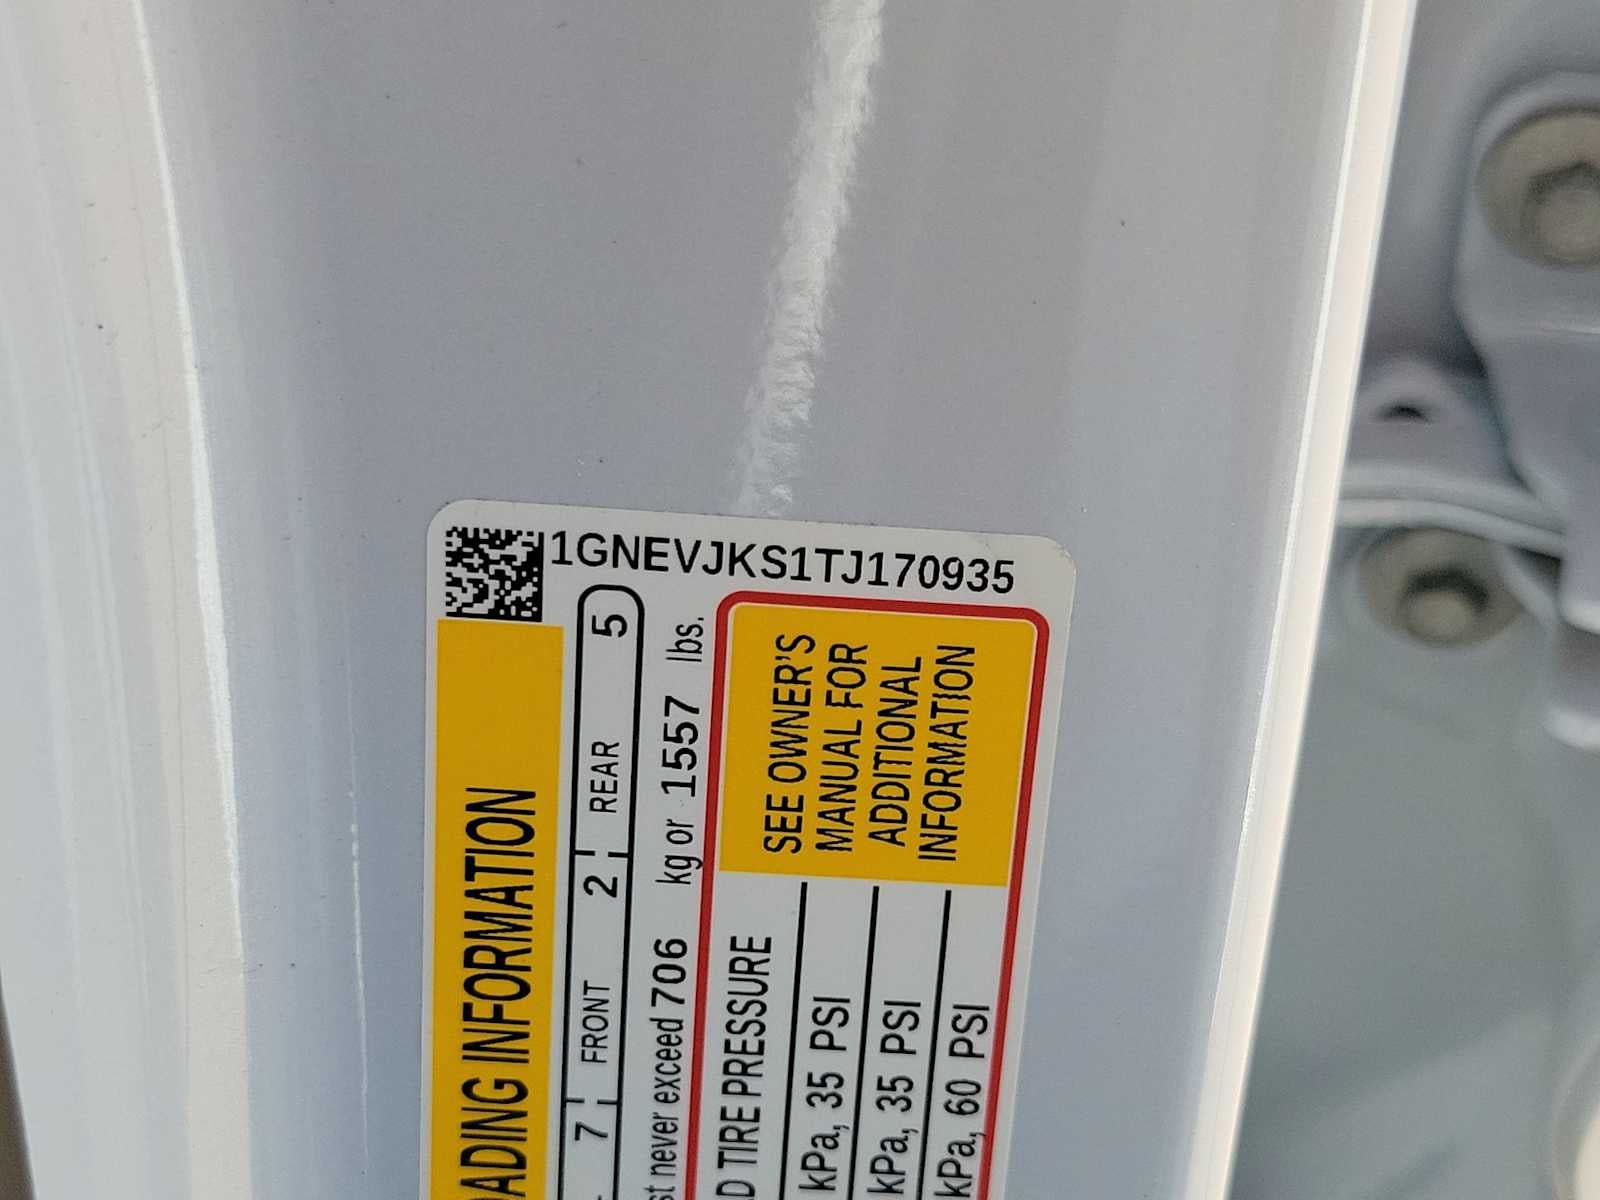 1GNEVJKS1TJ170935
ADING INFORMATION
7 FRONT 2 REAR 5
never exceed 706 kg or 1557 lbs.
TIRE PRESSURE
kPa, 35 PSI
kPa, 35 PSI
kPa, 60 PSI
SEE OWNER'S
MANUAL FOR
ADDITIONAL
INFORMATION